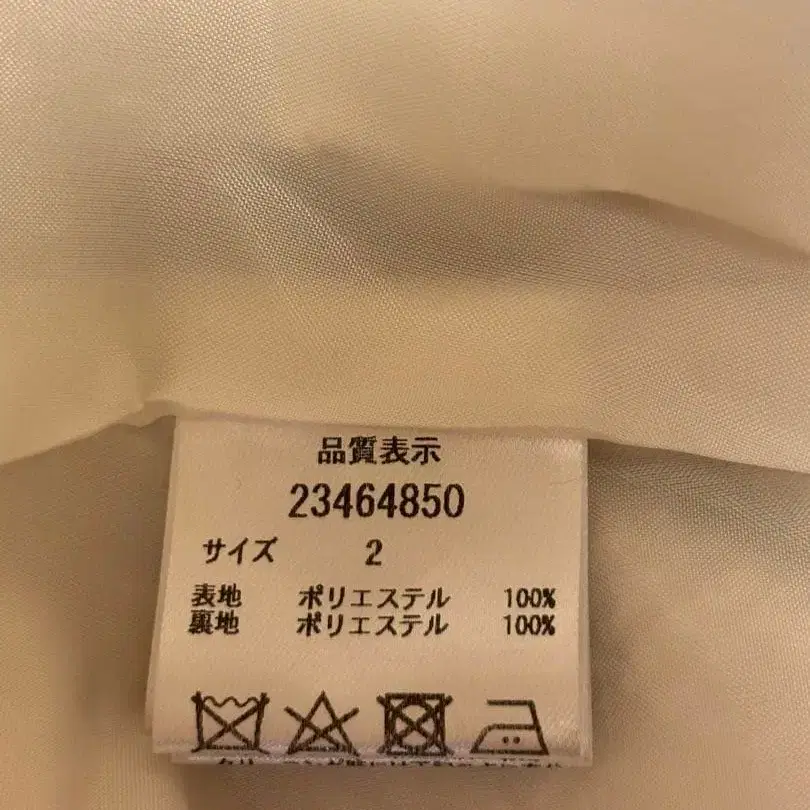 品質表示
23464850
サイズ 2
表地 ポリエステル 100%
裏地 ポリエステル 100%